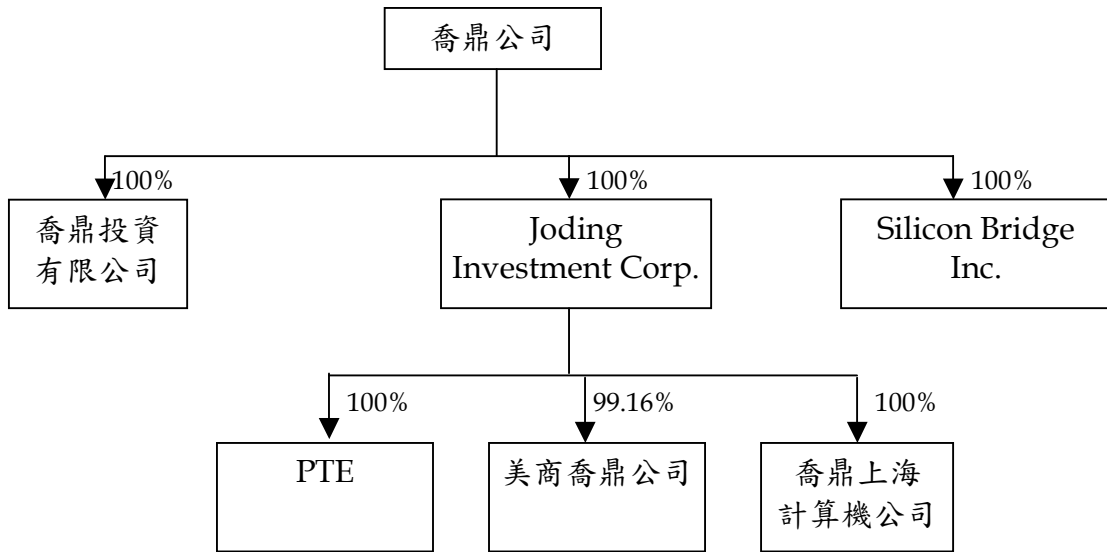 喬鼎公司
100%
100%
100%
喬鼎投資
有限公司
Joding
Investment Corp.
Silicon Bridge
Inc.
100%
99.16%
100%
PTE
美商喬鼎公司
喬鼎上海
計算機公司